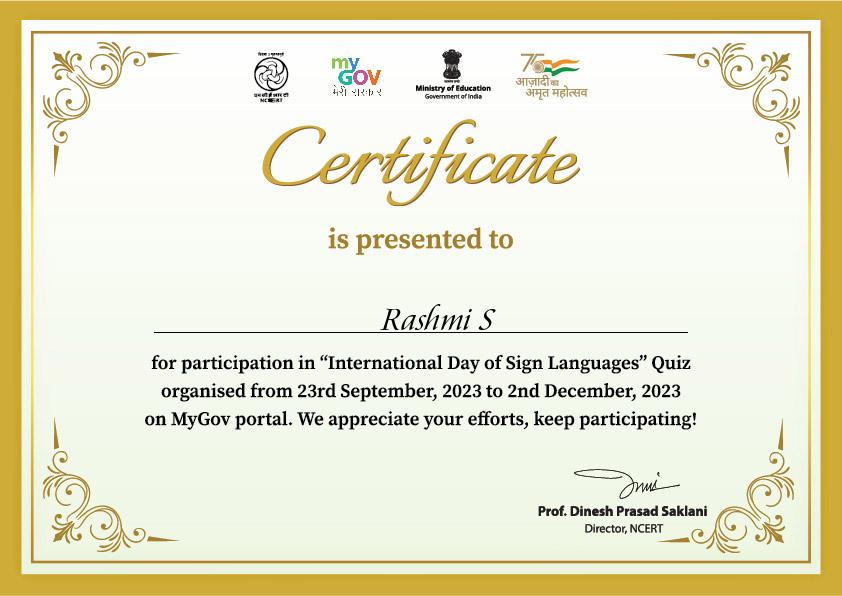 एन सी ई आर टी
NCERT
my
GOV
मेरी सरकार
Ministry of Education
Government of India
75
आज़ादी का
अमृत महोत्सव
Certificate
is presented to
Rashmi S
for participation in “International Day of Sign Languages” Quiz
organised from 23rd September, 2023 to 2nd December, 2023
on MyGov portal. We appreciate your efforts, keep participating!
Prof. Dinesh Prasad Saklani
Director, NCERT